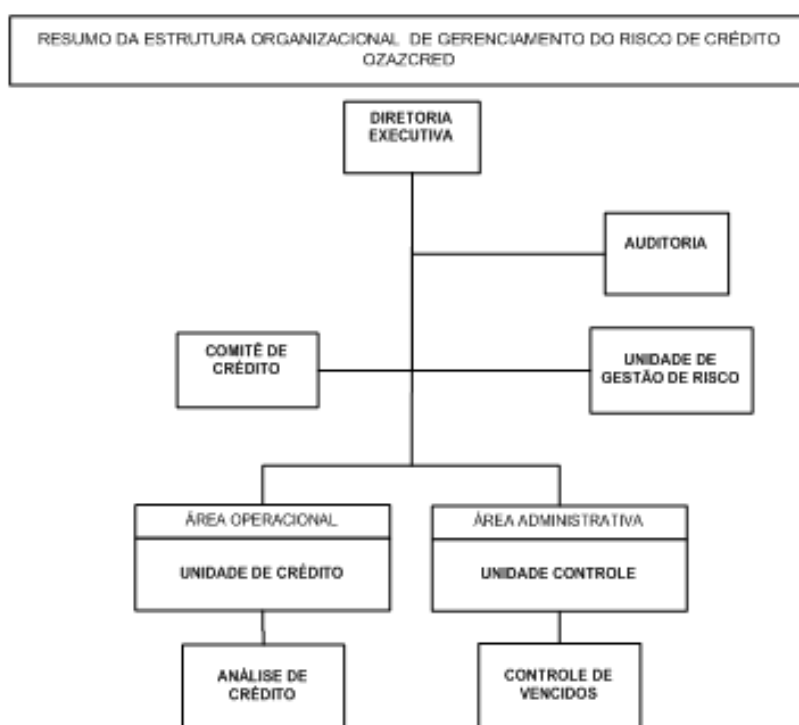 RESUMO DA ESTRUTURA ORGANIZACIONAL DE GERENCIAMENTO DO RISCO DE CRÉDITO
OZAZCRED
DIRETORIA
EXECUTIVA
AUDITORIA
COMITÊ DE
CRÉDITO
UNIDADE DE
GESTÃO DE RISCO
ÁREA OPERACIONAL
UNIDADE DE CRÉDITO
ÁREA ADMINISTRATIVA
UNIDADE CONTROLE
ANÁLISE DE
CRÉDITO
CONTROLE DE
VENCIDOS